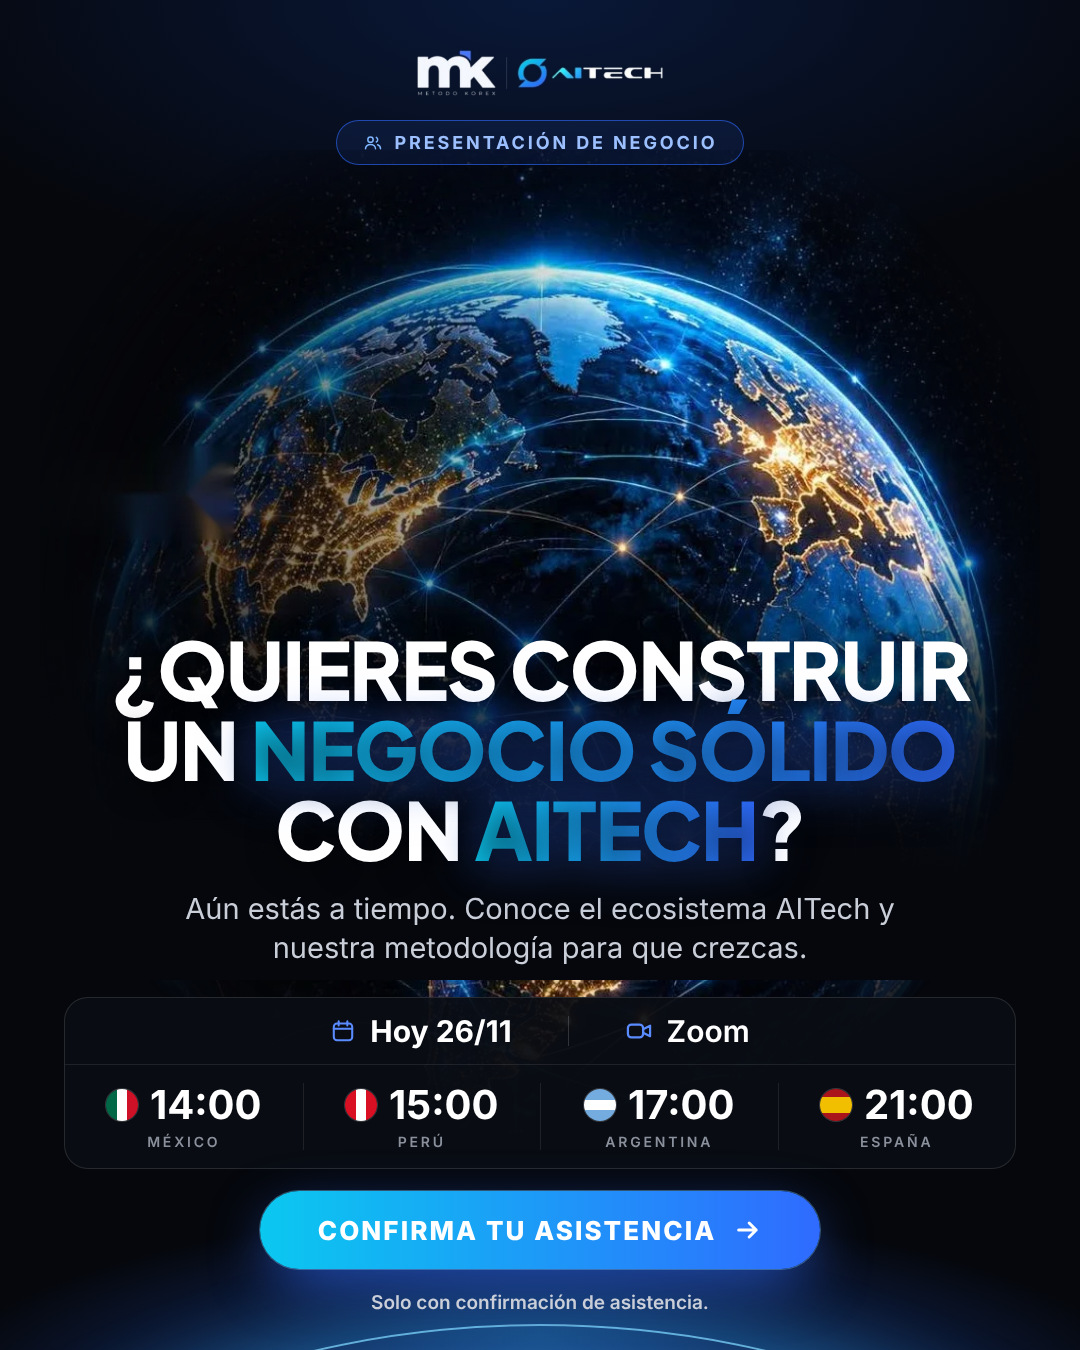 mk
METODO KOBEX
AITECH
PRESENTACIÓN DE NEGOCIO
¿QUIERES CONSTRUIR
UN NEGOCIO SÓLIDO
CON AITECH?
Aún estás a tiempo. Conoce el ecosistema AITech y
nuestra metodología para que crezcas.
Hoy 26/11
Zoom
14:00
MÉXICO
15:00
PERÚ
17:00
ARGENTINA
21:00
ESPAÑA
CONFIRMA TU ASISTENCIA
Solo con confirmación de asistencia.